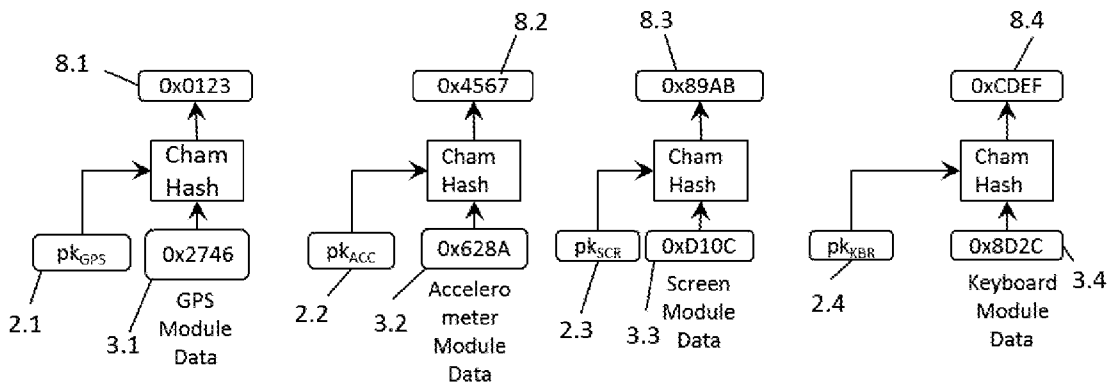 8.1
8.2
8.3
8.4
0x0123
0x4567
0x89AB
0xCDEF
Cham
Hash
Cham
Hash
Cham
Hash
Cham
Hash
pkGPS
0x2746
pkACC
0x628A
pkSCR
0xD10C
pkKBR
0x8D2C
2.1
3.1
GPS
Module
Data
2.2
3.2
Accelero
meter
Module
Data
2.3
3.3
Screen
Module
Data
2.4
Keyboard
Module
Data
3.4